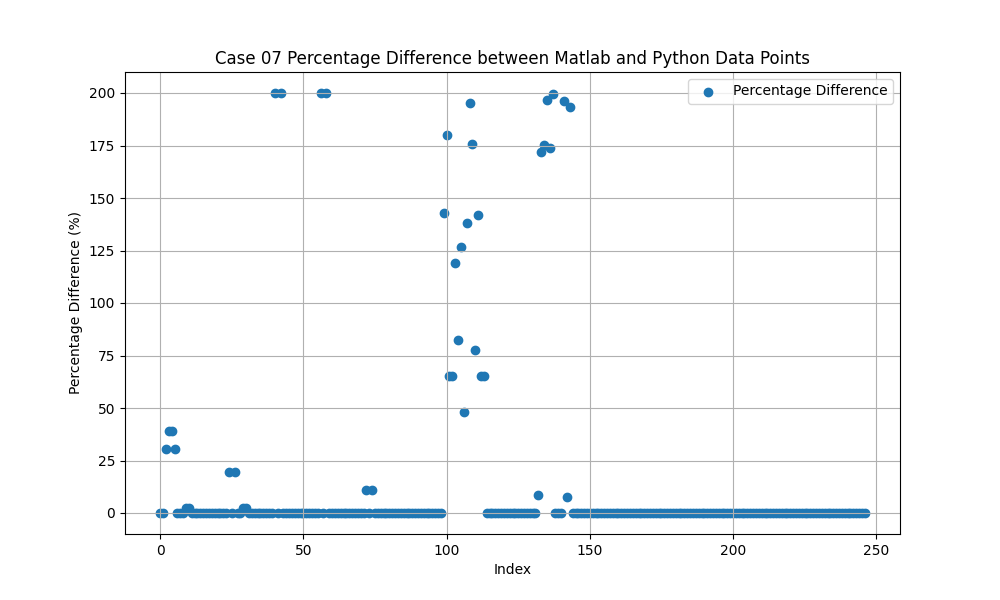 Case 07 Percentage Difference between Matlab and Python Data Points
Percentage Difference
200
175
150
125
100
75
50
25
0
Percentage Difference (%)
0 50 100 150 200 250
Index